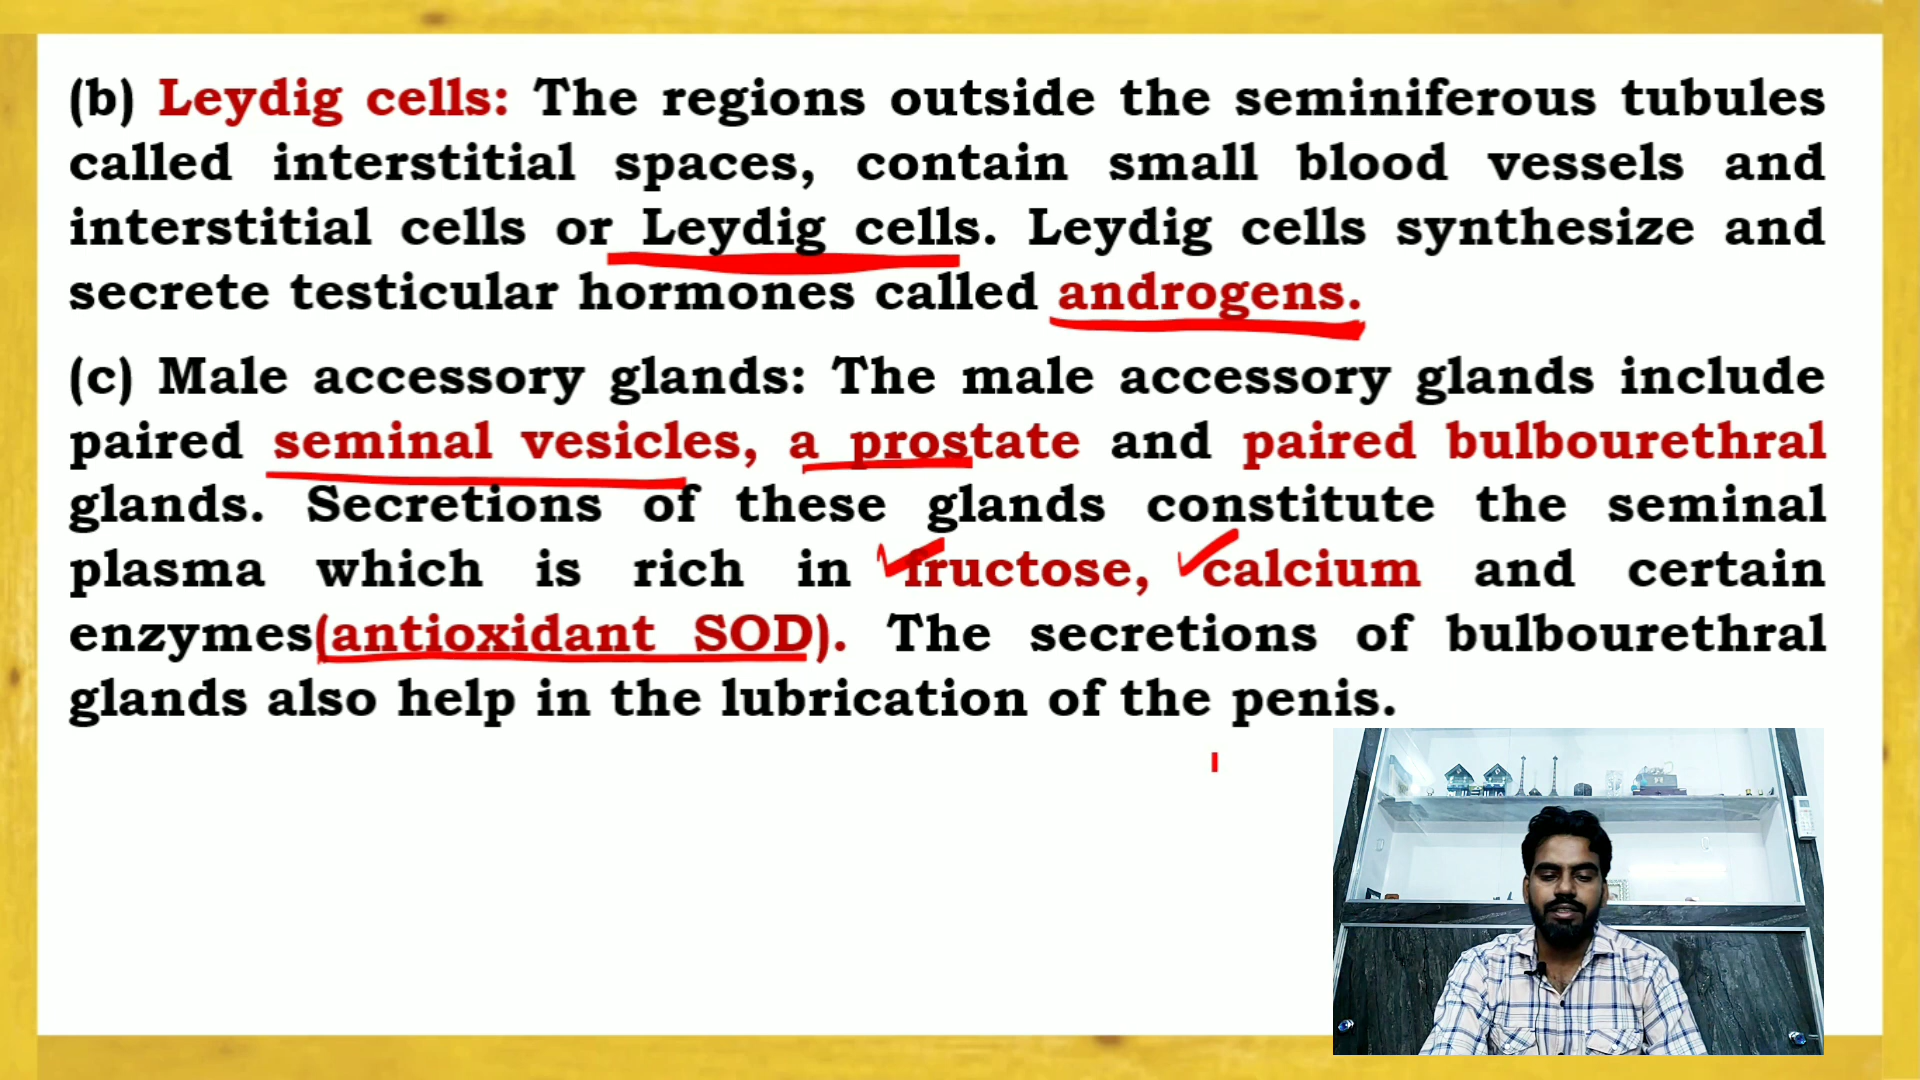 (b) Leydig cells: The regions outside the seminiferous tubules
called interstitial spaces, contain small blood vessels and
interstitial cells or Leydig cells. Leydig cells synthesize and
secrete testicular hormones called androgens.
(c) Male accessory glands: The male accessory glands include
paired seminal vesicles, a prostate and paired bulbourethral
glands. Secretions of these glands constitute the seminal
plasma which is rich in fructose, calcium and certain
enzymes(antioxidant SOD). The secretions of bulbourethral
glands also help in the lubrication of the penis.